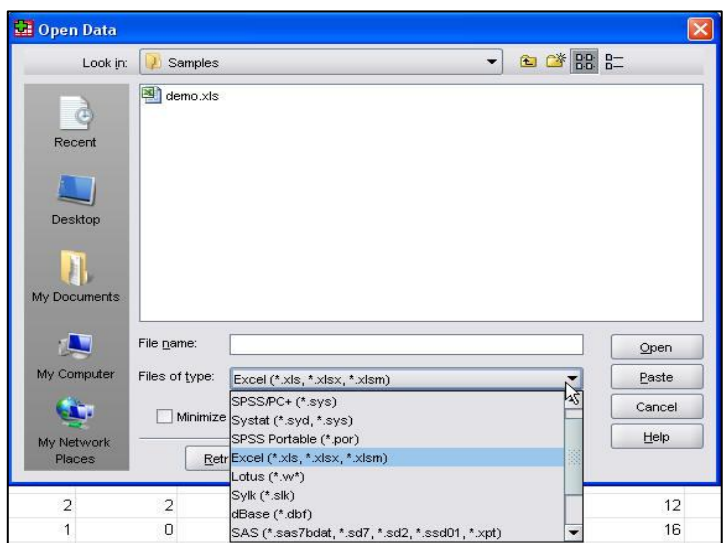 Open Data
Look in: Samples
demo.xls
Recent
Desktop
My Documents
My Computer
My Network
Places
File name:
Open
Files of type: Excel (*.xls, *.xlsx, *.xlsm)
Paste
SPSS/PC+ (*.sys)
Minimize
Systat (*.syd, *.sys)
Cancel
SPSS Portable (*.por)
Help
Retr
Excel (*.xls, *.xlsx, *.xlsm)
Lotus (*.w*)
Sylk (*.slk)
dBase (*.dbf)
SAS (*.sas7bdat, *.sd7, *.sd2, *.ssd01, *.xpt)
2 2 12
1 0 16